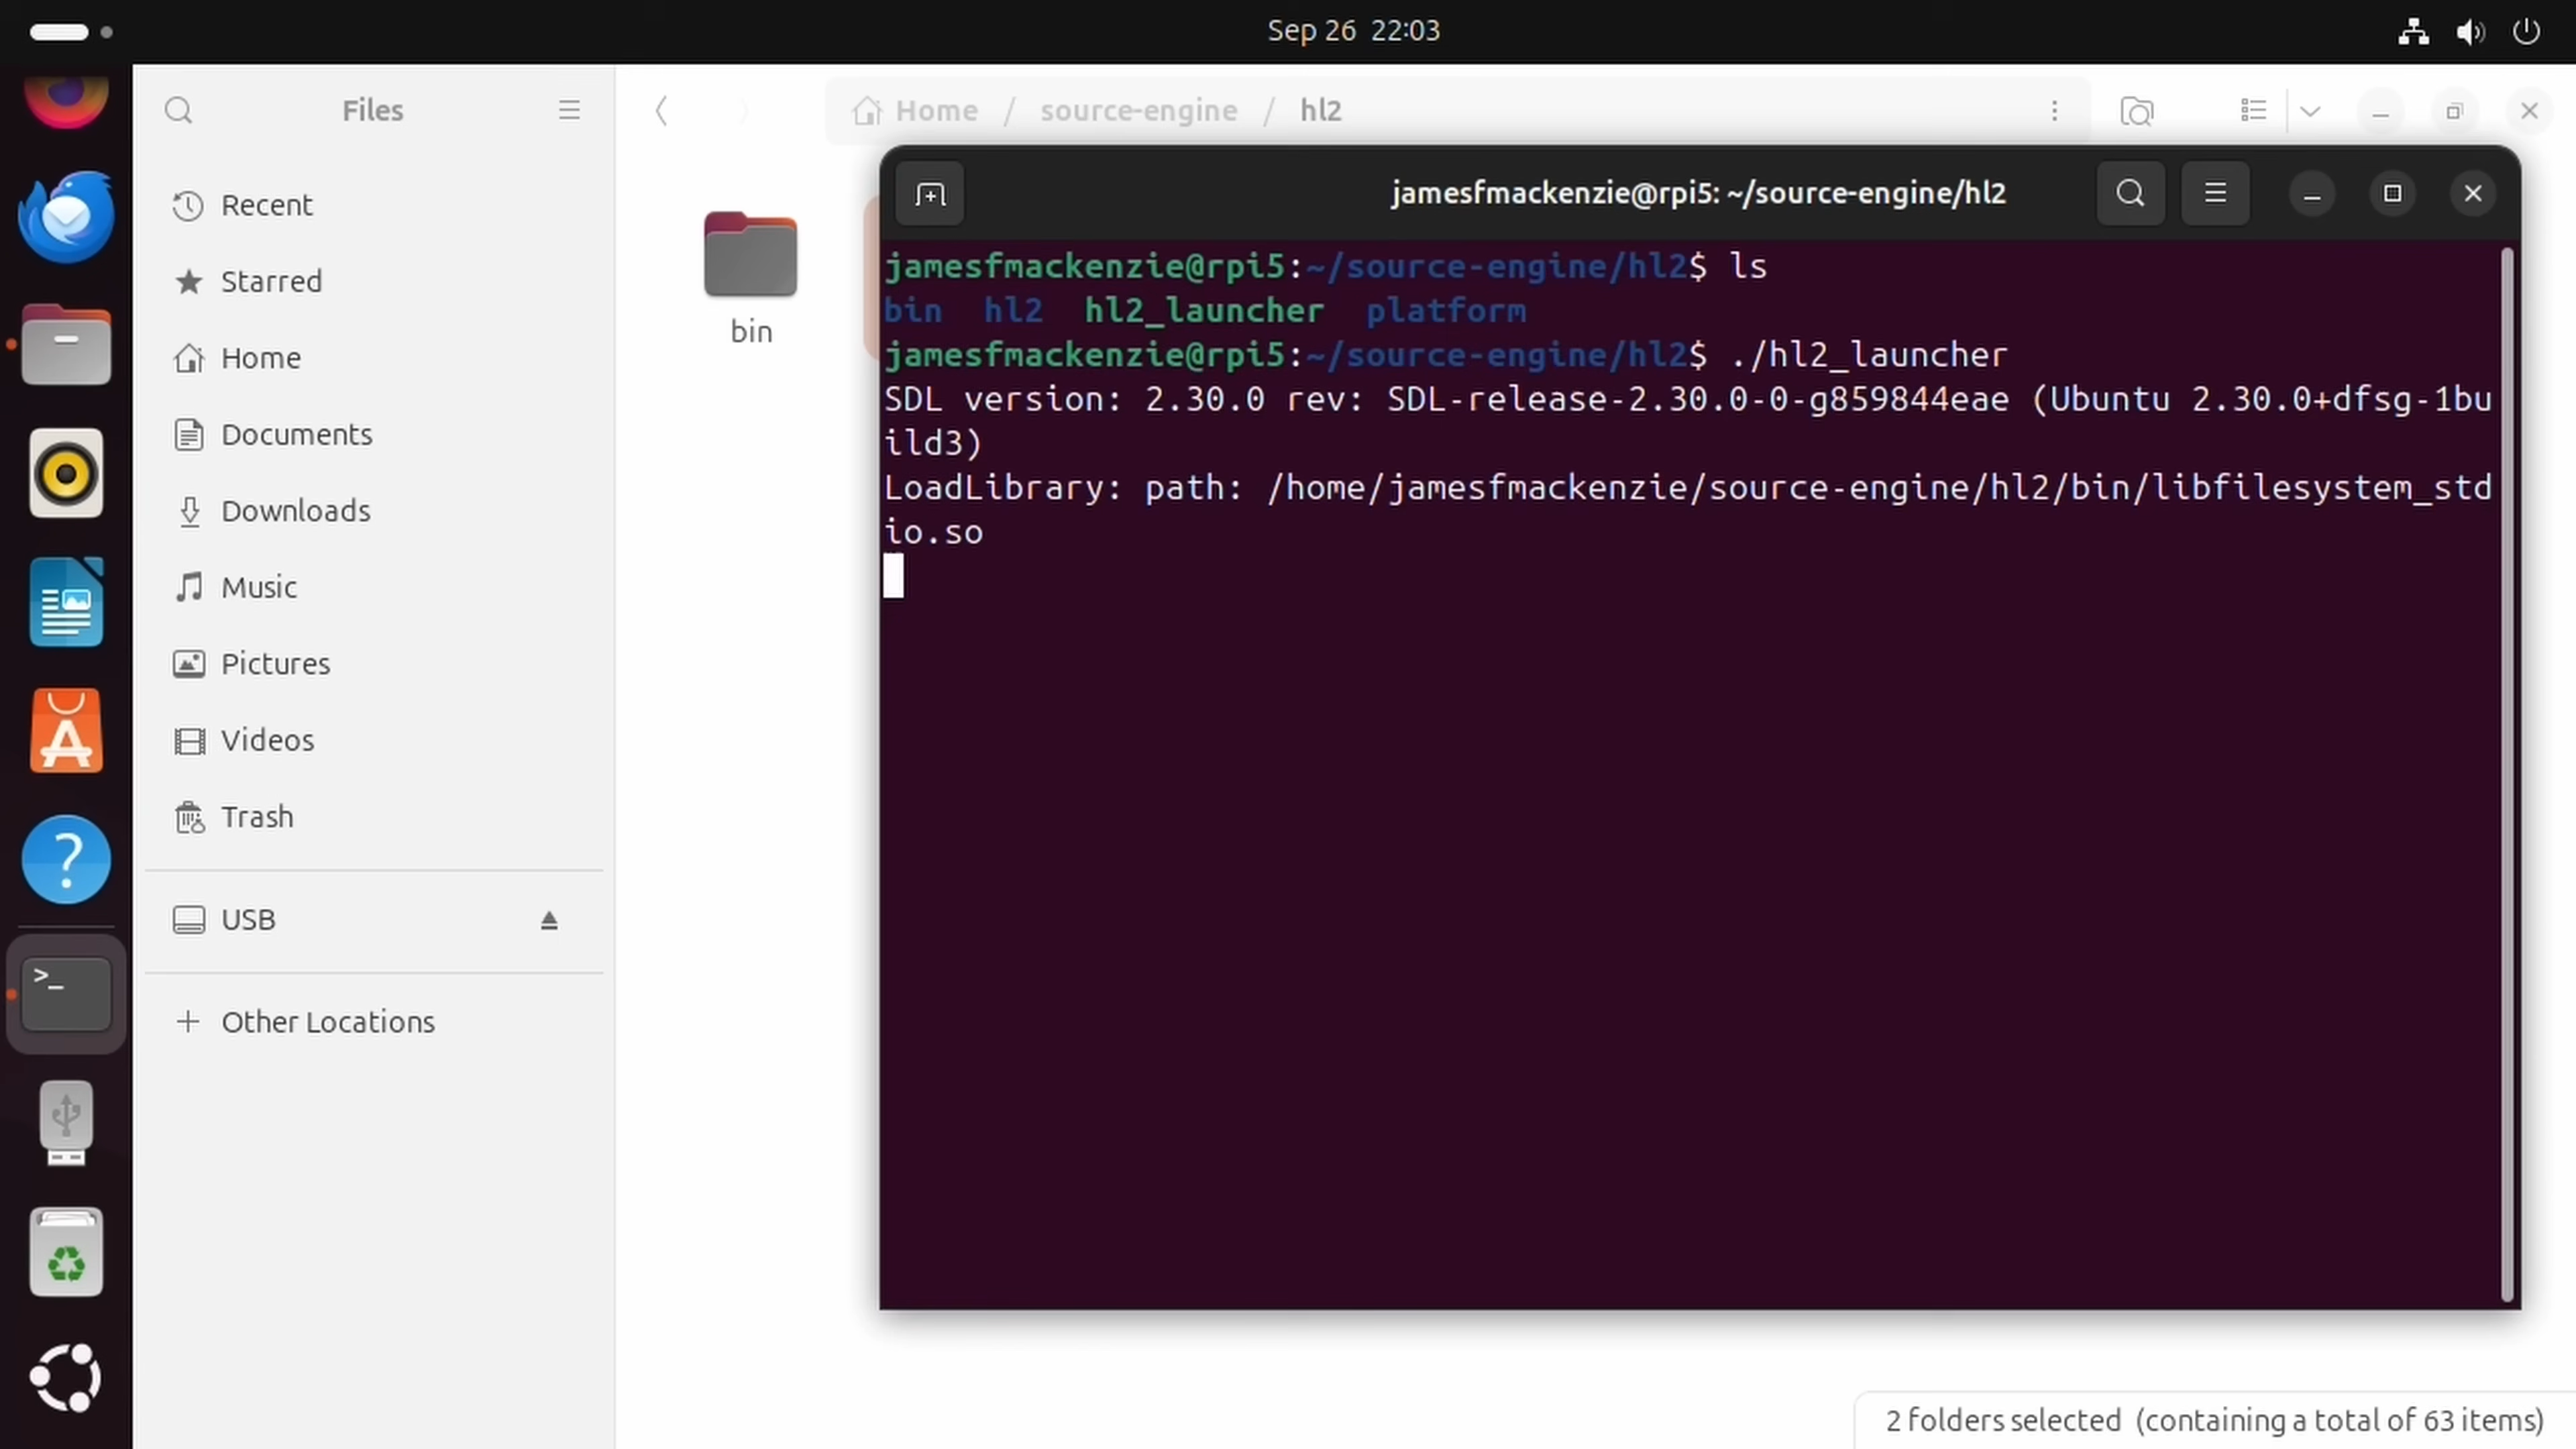 Sep 26 22:03
Files
Home / source-engine / hl2
Recent
Starred
Home
Documents
Downloads
Music
Pictures
Videos
Trash
USB
Other Locations
bin
jamesfmackenzie@rpi5: ~/source-engine/hl2
jamesfmackenzie@rpi5:~/source-engine/hl2$ ls
bin hl2 hl2_launcher platform
jamesfmackenzie@rpi5:~/source-engine/hl2$ ./hl2_launcher
SDL version: 2.30.0 rev: SDL-release-2.30.0-0-g859844eae (Ubuntu 2.30.0+dfsg-1bu
ild3)
LoadLibrary: path: /home/jamesfmackenzie/source-engine/hl2/bin/libfilesystem_std
io.so
2 folders selected (containing a total of 63 items)